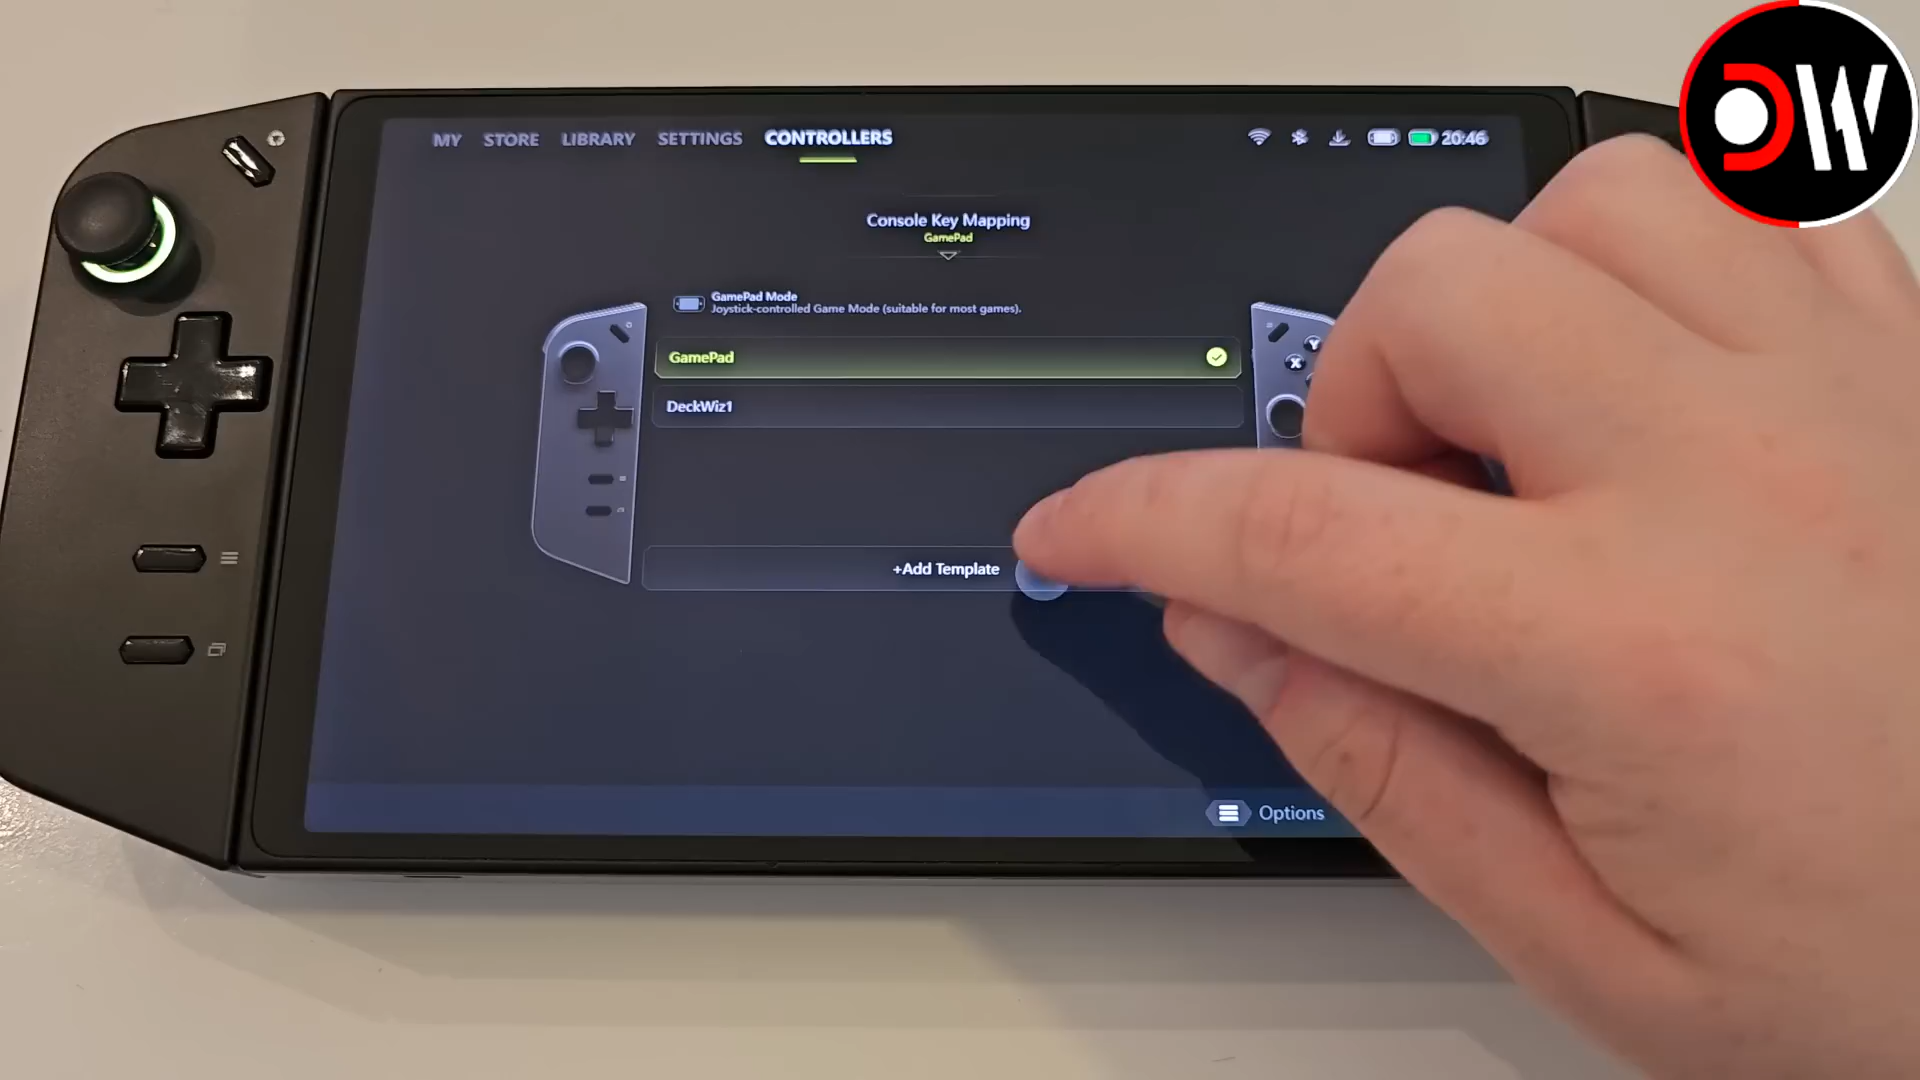 MY STORE LIBRARY SETTINGS CONTROLLERS 20:46
Console Key Mapping
GamePad
GamePad Mode
Joystick-controlled Game Mode (suitable for most games).
GamePad
DeckWiz1
+Add Template
Options
Y
X
DW